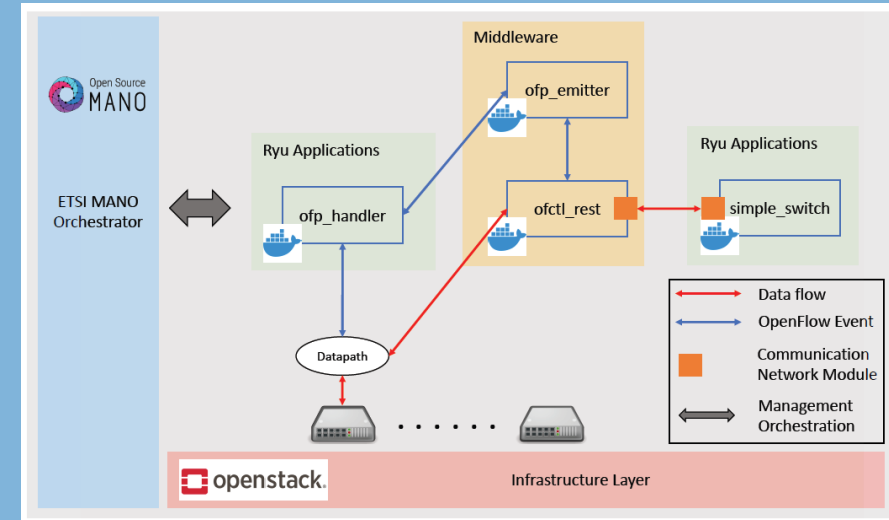 Open Source
MANO
ETSI MANO
Orchestrator
Middleware
ofp_emitter
Ryu Applications
ofp_handler
ofctl_rest
Ryu Applications
simple_switch
Datapath
Data flow
OpenFlow Event
Communication
Network Module
Management
Orchestration
openstack.
Infrastructure Layer